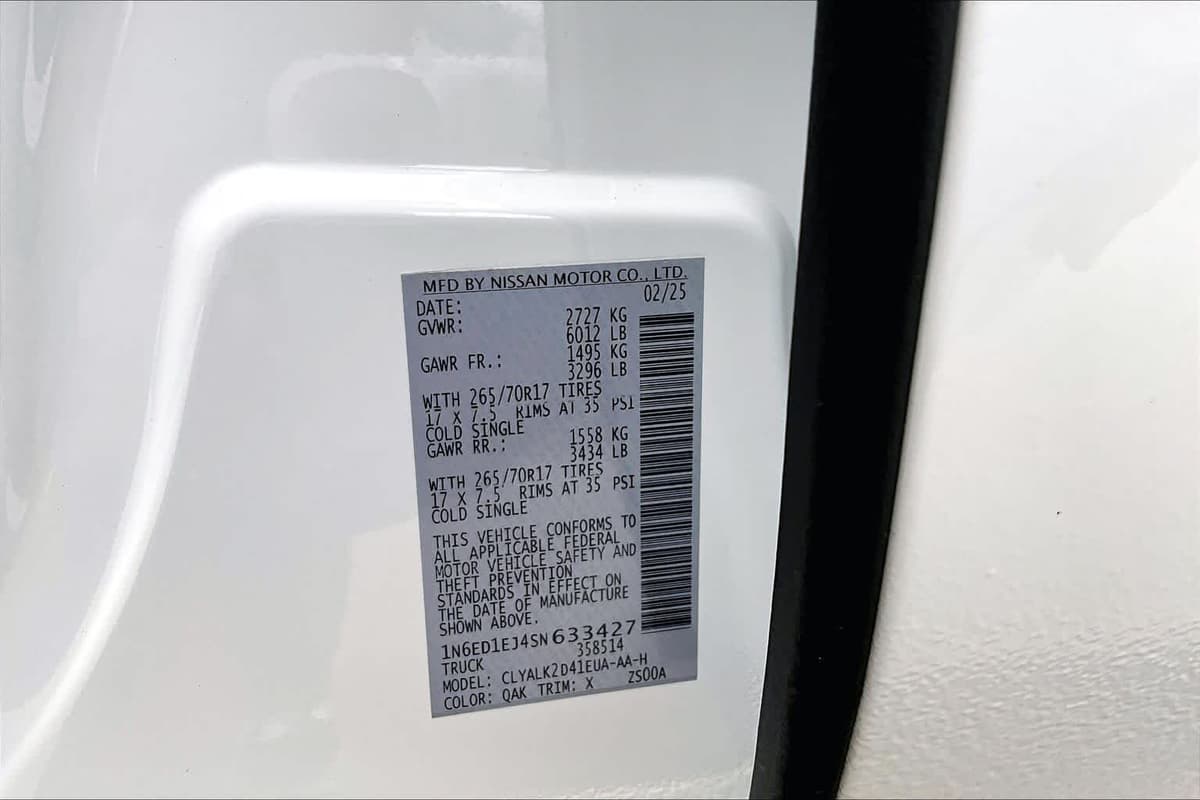 MFD BY NISSAN MOTOR CO., LTD.
DATE: 02/25
GVWR: 2727 KG
6012 LB
GAWR FR.: 1495 KG
3296 LB
WITH 265/70R17 TIRES
17 X 7.5 RIMS AT 35 PSI
COLD SINGLE
GAWR RR.: 1558 KG
3434 LB
WITH 265/70R17 TIRES
17 X 7.5 RIMS AT 35 PSI
COLD SINGLE
THIS VEHICLE CONFORMS TO
ALL APPLICABLE FEDERAL
MOTOR VEHICLE SAFETY AND
THEFT PREVENTION
STANDARDS IN EFFECT ON
THE DATE OF MANUFACTURE
SHOWN ABOVE.
1N6ED1EJ4SN633427
TRUCK 358514
MODEL: CLYALK2D41EUA-AA-H
COLOR: QAK TRIM: X ZS00A